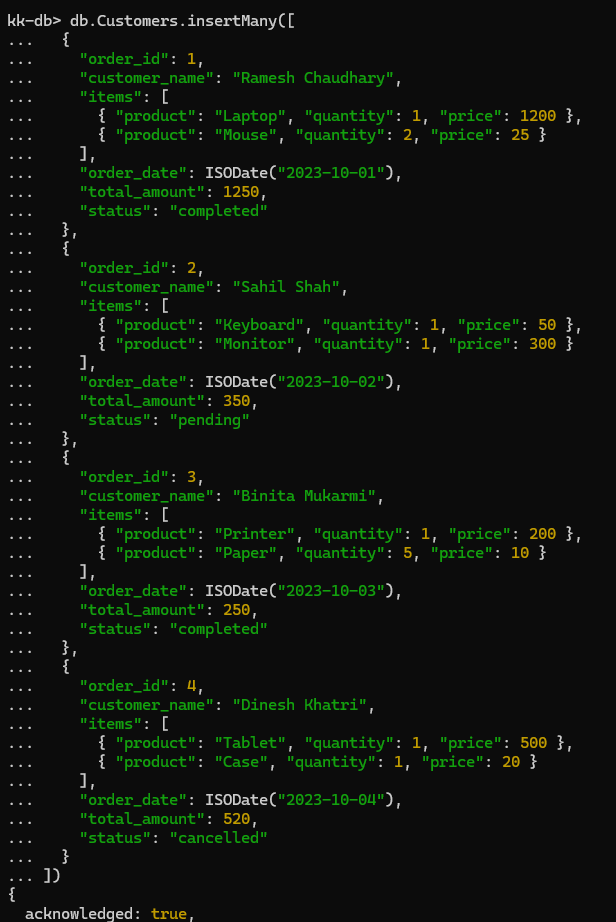 kk-db> db.Customers.insertMany([
...   {
...     "order_id": 1,
...     "customer_name": "Ramesh Chaudhary",
...     "items": [
...       { "product": "Laptop", "quantity": 1, "price": 1200 },
...       { "product": "Mouse", "quantity": 2, "price": 25 }
...     ],
...     "order_date": ISODate("2023-10-01"),
...     "total_amount": 1250,
...     "status": "completed"
...   },
...   {
...     "order_id": 2,
...     "customer_name": "Sahil Shah",
...     "items": [
...       { "product": "Keyboard", "quantity": 1, "price": 50 },
...       { "product": "Monitor", "quantity": 1, "price": 300 }
...     ],
...     "order_date": ISODate("2023-10-02"),
...     "total_amount": 350,
...     "status": "pending"
...   },
...   {
...     "order_id": 3,
...     "customer_name": "Binita Mukarmi",
...     "items": [
...       { "product": "Printer", "quantity": 1, "price": 200 },
...       { "product": "Paper", "quantity": 5, "price": 10 }
...     ],
...     "order_date": ISODate("2023-10-03"),
...     "total_amount": 250,
...     "status": "completed"
...   },
...   {
...     "order_id": 4,
...     "customer_name": "Dinesh Khatri",
...     "items": [
...       { "product": "Tablet", "quantity": 1, "price": 500 },
...       { "product": "Case", "quantity": 1, "price": 20 }
...     ],
...     "order_date": ISODate("2023-10-04"),
...     "total_amount": 520,
...     "status": "cancelled"
...   }
... ])
{
  acknowledged: true,